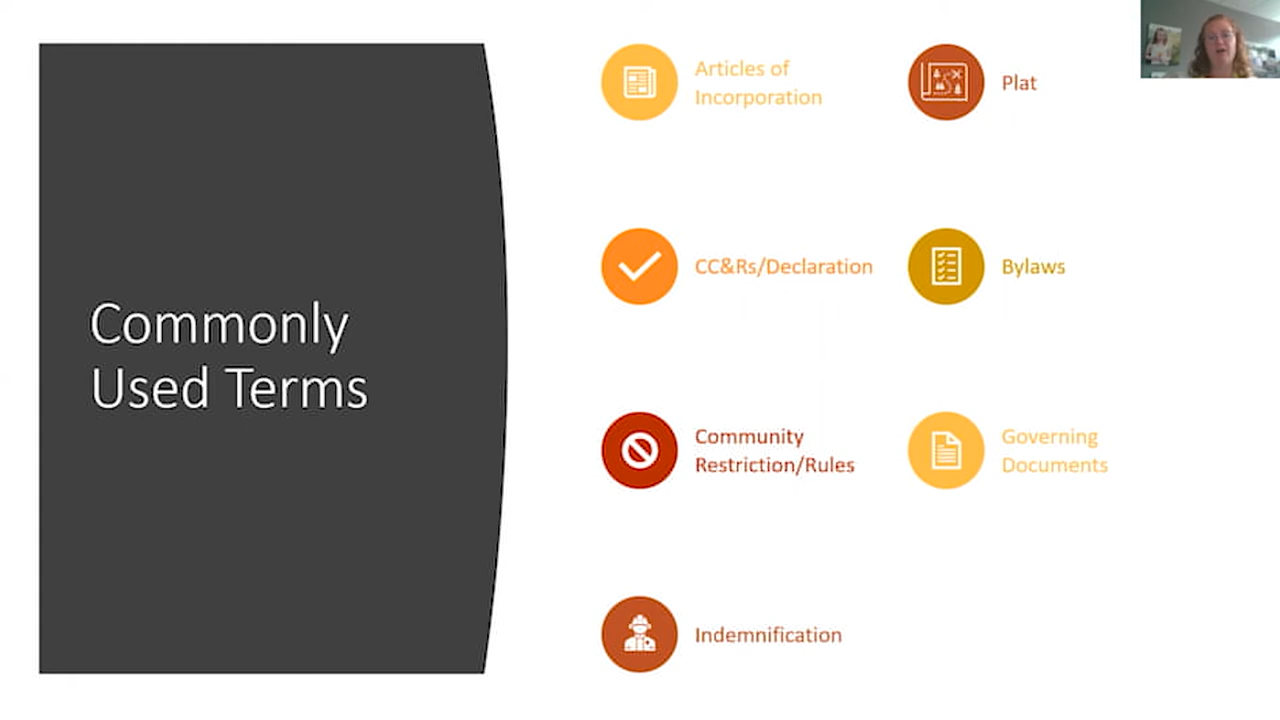 Commonly
Used Terms
Articles of
Incorporation
Plat
CC&Rs/Declaration
Bylaws
Community
Restriction/Rules
Governing
Documents
Indemnification